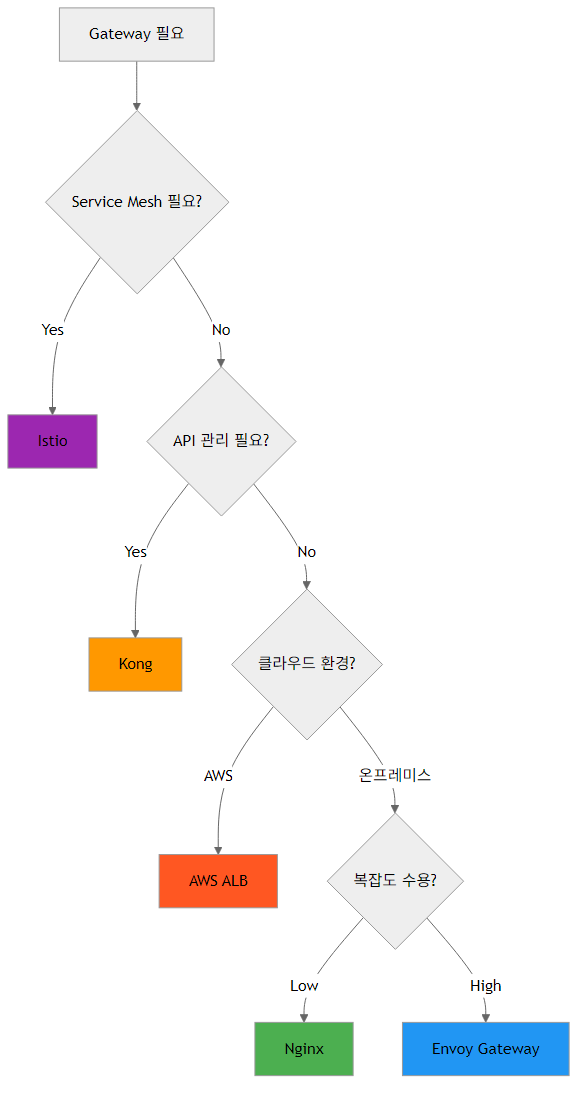 Gateway 필요
Service Mesh 필요?
Yes
No
Istio
API 관리 필요?
Yes
No
Kong
클라우드 환경?
AWS
온프레미스
AWS ALB
복잡도 수용?
Low
High
Nginx
Envoy Gateway